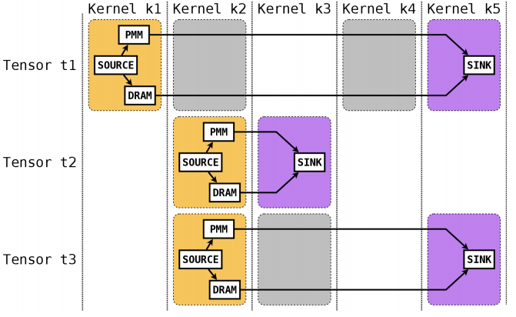 Kernel k1 Kernel k2 Kernel k3 Kernel k4 Kernel k5
PMM
Tensor t1 SOURCE SINK
DRAM
PMM
Tensor t2 SOURCE SINK
DRAM
PMM
Tensor t3 SOURCE SINK
DRAM